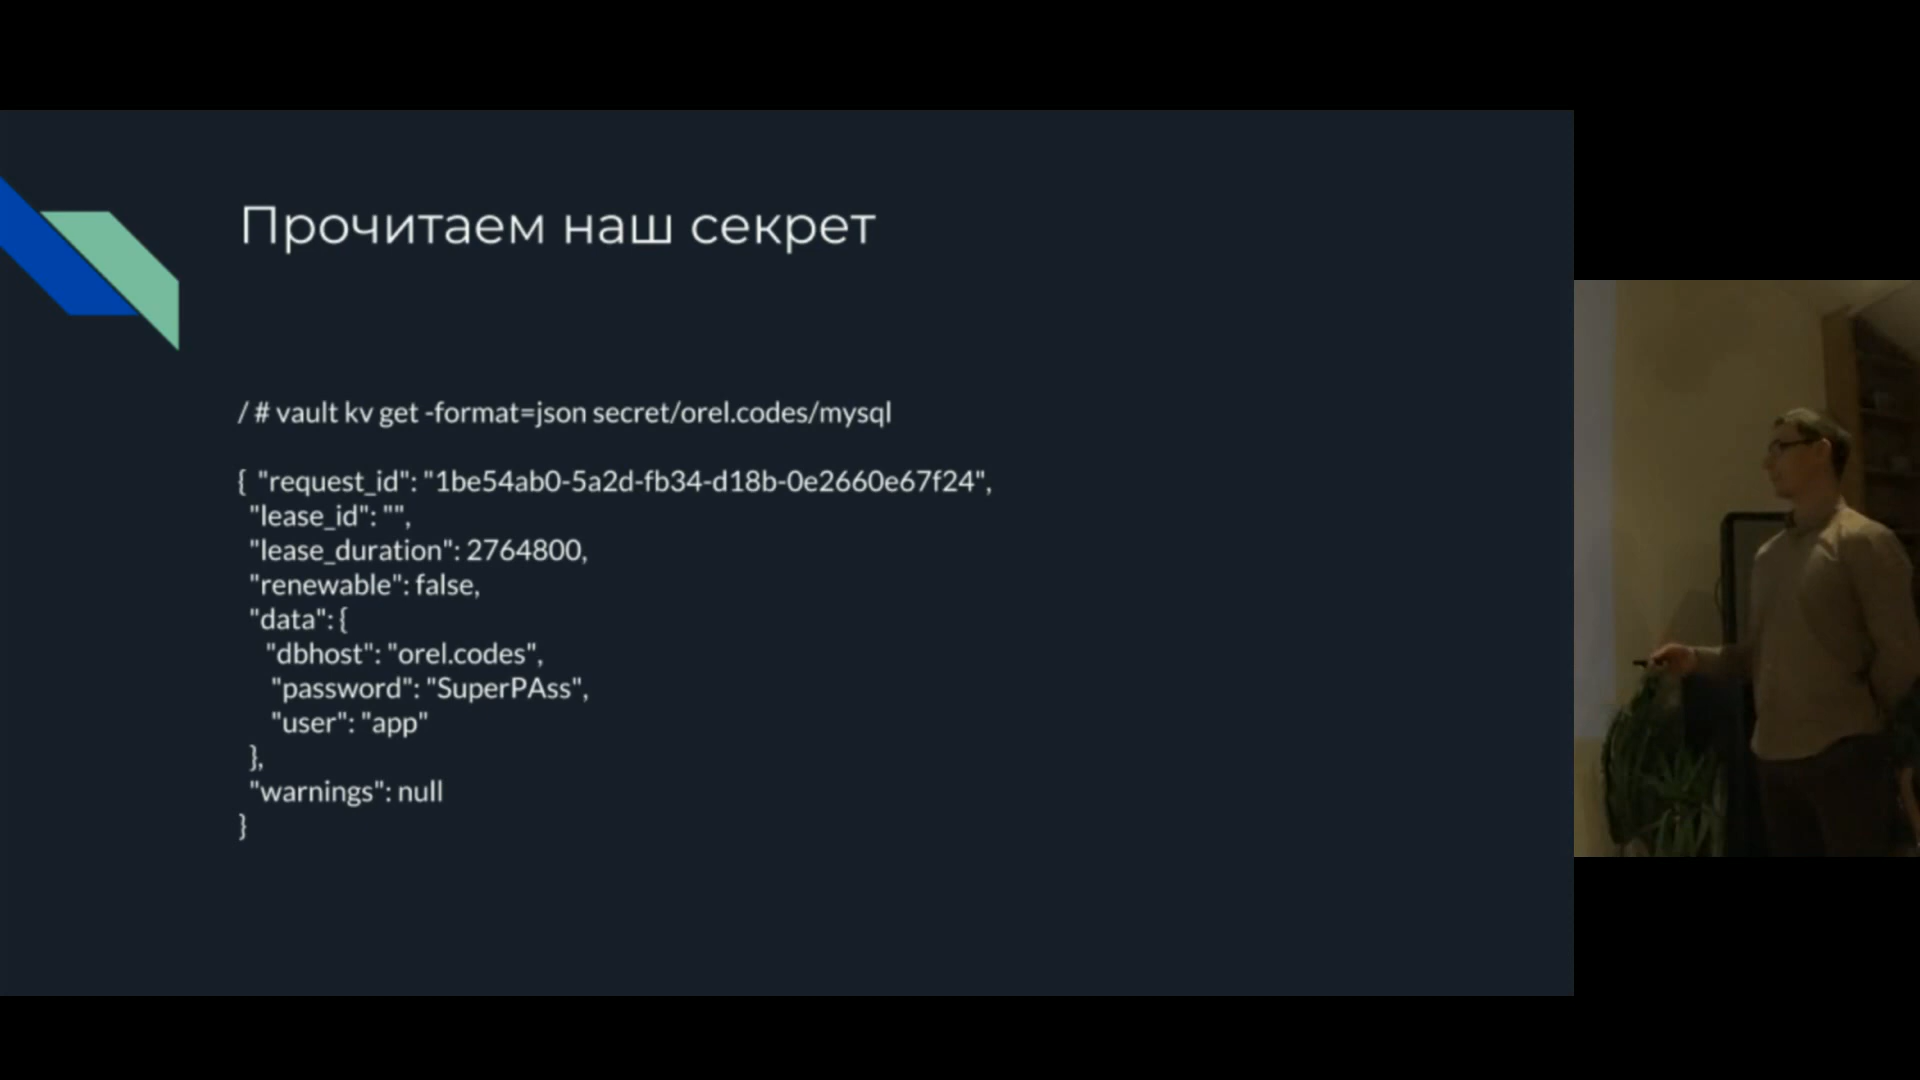 Прочитаем наш секрет
/ # vault kv get -format=json secret/orel.codes/mysql
{ "request_id": "1be54ab0-5a2d-fb34-d18b-0e2660e67f24",
"lease_id": "",
"lease_duration": 2764800,
"renewable": false,
"data": {
"dbhost": "orel.codes",
"password": "SuperPAss",
"user": "app"
},
"warnings": null
}